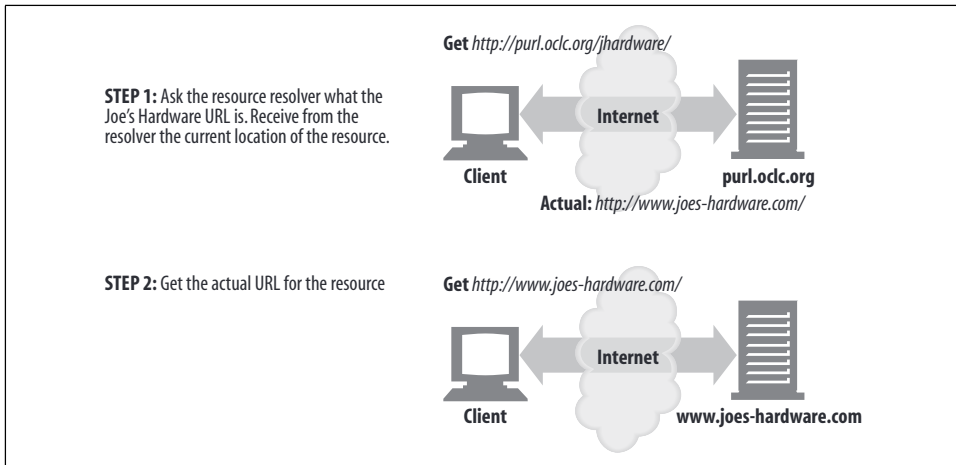 Get http://purl.oclc.org/jhardware/
STEP 1: Ask the resource resolver what the
Joe's Hardware URL is. Receive from the
resolver the current location of the resource.
Internet
Client
purl.oclc.org
Actual: http://www.joes-hardware.com/
STEP 2: Get the actual URL for the resource
Get http://www.joes-hardware.com/
Internet
Client
www.joes-hardware.com